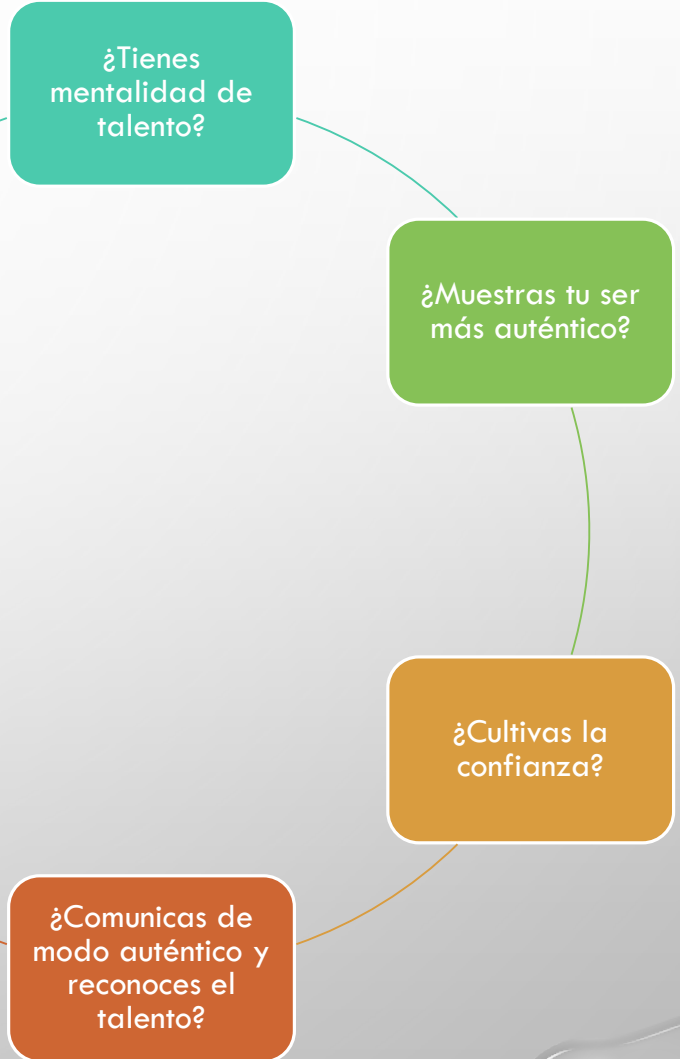 ¿Tienes
mentalidad de
talento?
¿Muestras tu ser
más auténtico?
¿Cultivas la
confianza?
¿Comunicas de
modo auténtico y
reconoces el
talento?